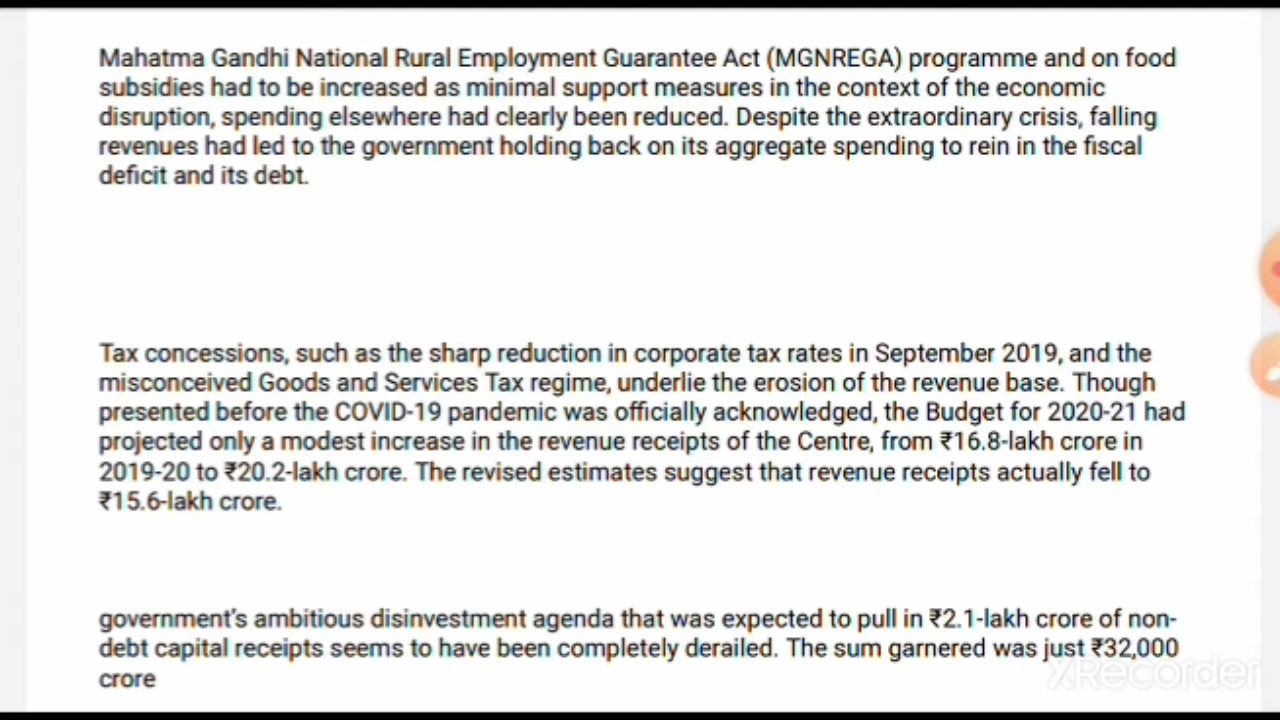 Mahatma Gandhi National Rural Employment Guarantee Act (MGNREGA) programme and on food
subsidies had to be increased as minimal support measures in the context of the economic
disruption, spending elsewhere had clearly been reduced. Despite the extraordinary crisis, falling
revenues had led to the government holding back on its aggregate spending to rein in the fiscal
deficit and its debt.
Tax concessions, such as the sharp reduction in corporate tax rates in September 2019, and the
misconceived Goods and Services Tax regime, underlie the erosion of the revenue base. Though
presented before the COVID-19 pandemic was officially acknowledged, the Budget for 2020-21 had
projected only a modest increase in the revenue receipts of the Centre, from ₹16.8-lakh crore in
2019-20 to ₹20.2-lakh crore. The revised estimates suggest that revenue receipts actually fell to
₹15.6-lakh crore.
government's ambitious disinvestment agenda that was expected to pull in ₹2.1-lakh crore of non-
debt capital receipts seems to have been completely derailed. The sum garnered was just ₹32,000
crore
XRecorder